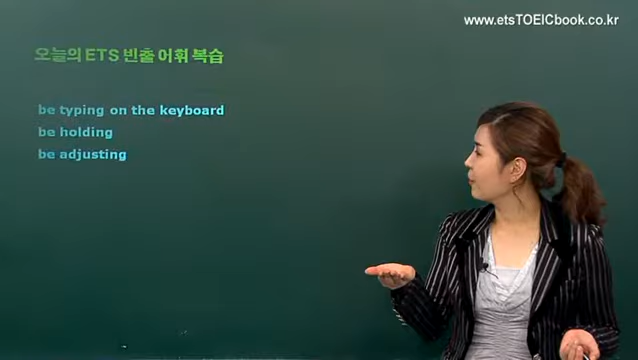 www.etsTOEICbook.co.kr
오늘의 ETS 빈출 어휘 복습
be typing on the keyboard
be holding
be adjusting